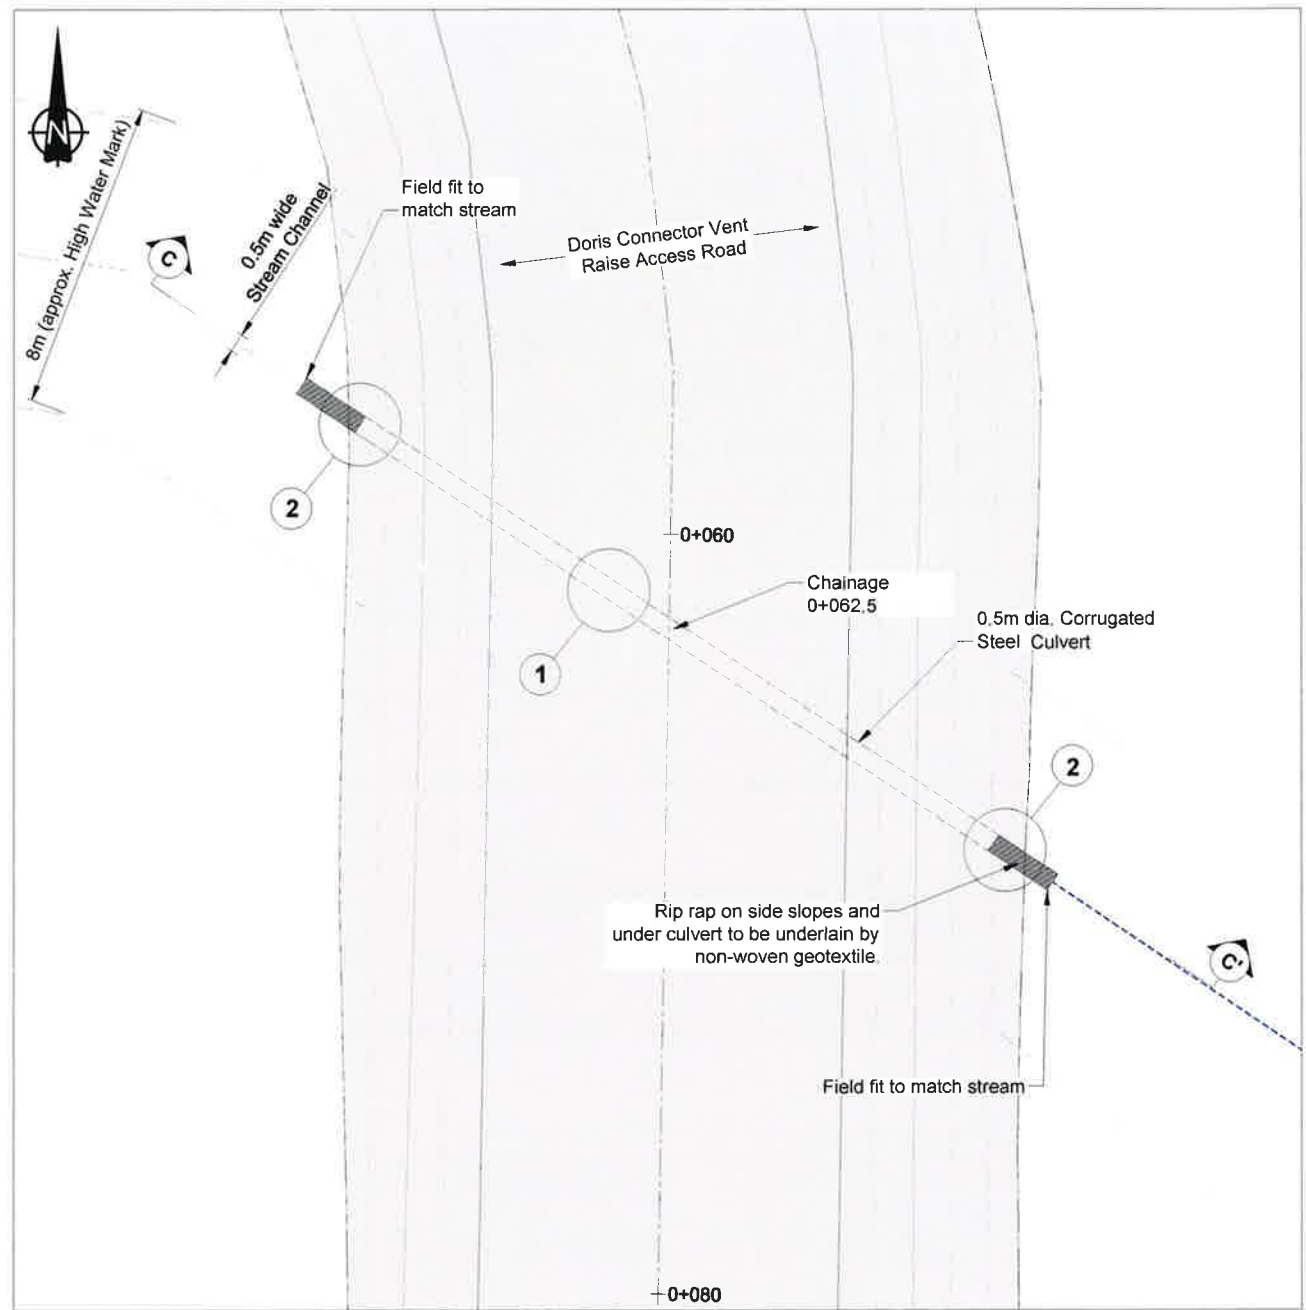 N
8m (approx. High Water Mark)
C
0.5m wide
Stream Channel
Field fit to
match stream
Doris Connector Vent
Raise Access Road
2
0+060
Chainage
0+062.5
0.5m dia. Corrugated
Steel Culvert
1
2
Rip rap on side slopes and
under culvert to be underlain by
non-woven geotextile.
C'
Field fit to match stream
0+080